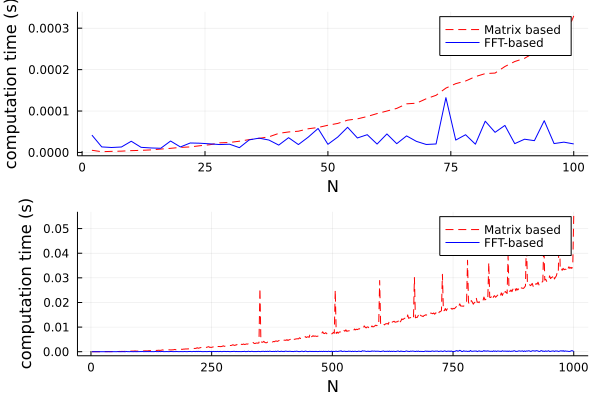 computation time (s)
0.0003
0.0002
0.0001
0.0000
0 25 50 75 100
N
Matrix based
FFT-based
computation time (s)
0.05
0.04
0.03
0.02
0.01
0.00
0 250 500 750 1000
N
Matrix based
FFT-based